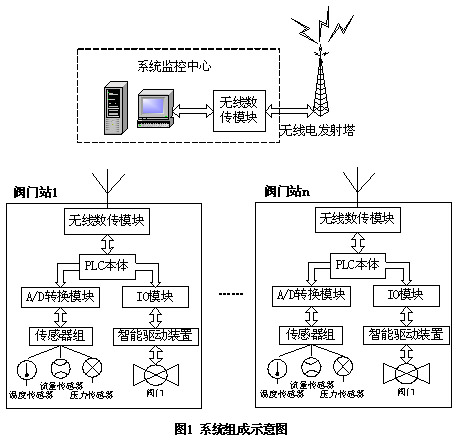 系统监控中心
无线数
传模块
无线电发射塔
阀门站1
无线数传模块
PLC本体
A/D转换模块
IO模块
传感器组
智能驱动装置
流量传感器
温度传感器
压力传感器
阀门
......
阀门站n
无线数传模块
PLC本体
A/D转换模块
IO模块
传感器组
智能驱动装置
流量传感器
温度传感器
压力传感器
阀门
图1 系统组成示意图